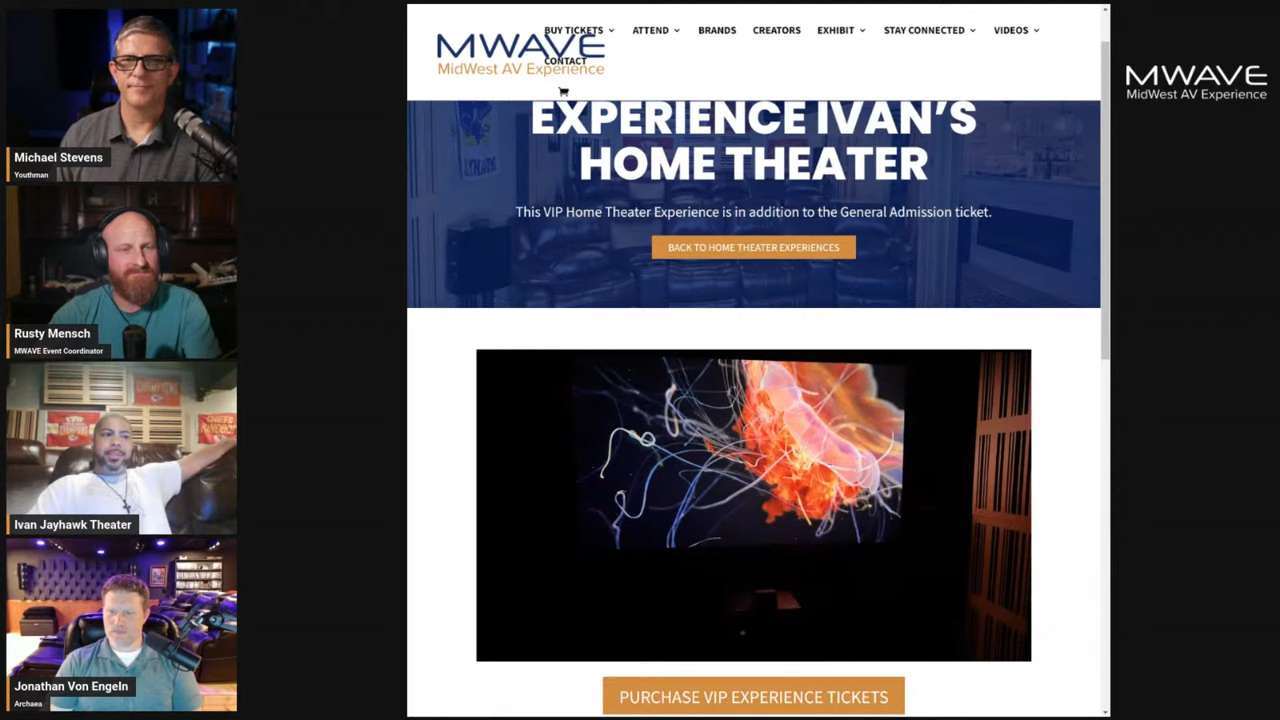 Michael Stevens
Youthman
Rusty Mensch
MWAVE Event Coordinator
CHAMPIONS
CHIEFS
KINGDOM
Ivan Jayhawk Theater
Jonathan Von Engeln
Archaea
BUY TICKETS
ATTEND
BRANDS
CREATORS
EXHIBIT
STAY CONNECTED
VIDEOS
CONTACT
MWAVE
MidWest AV Experience
EXPERIENCE IVAN'S
HOME THEATER
This VIP Home Theater Experience is in addition to the General Admission ticket.
BACK TO HOME THEATER EXPERIENCES
PURCHASE VIP EXPERIENCE TICKETS
MWAVE
MidWest AV Experience